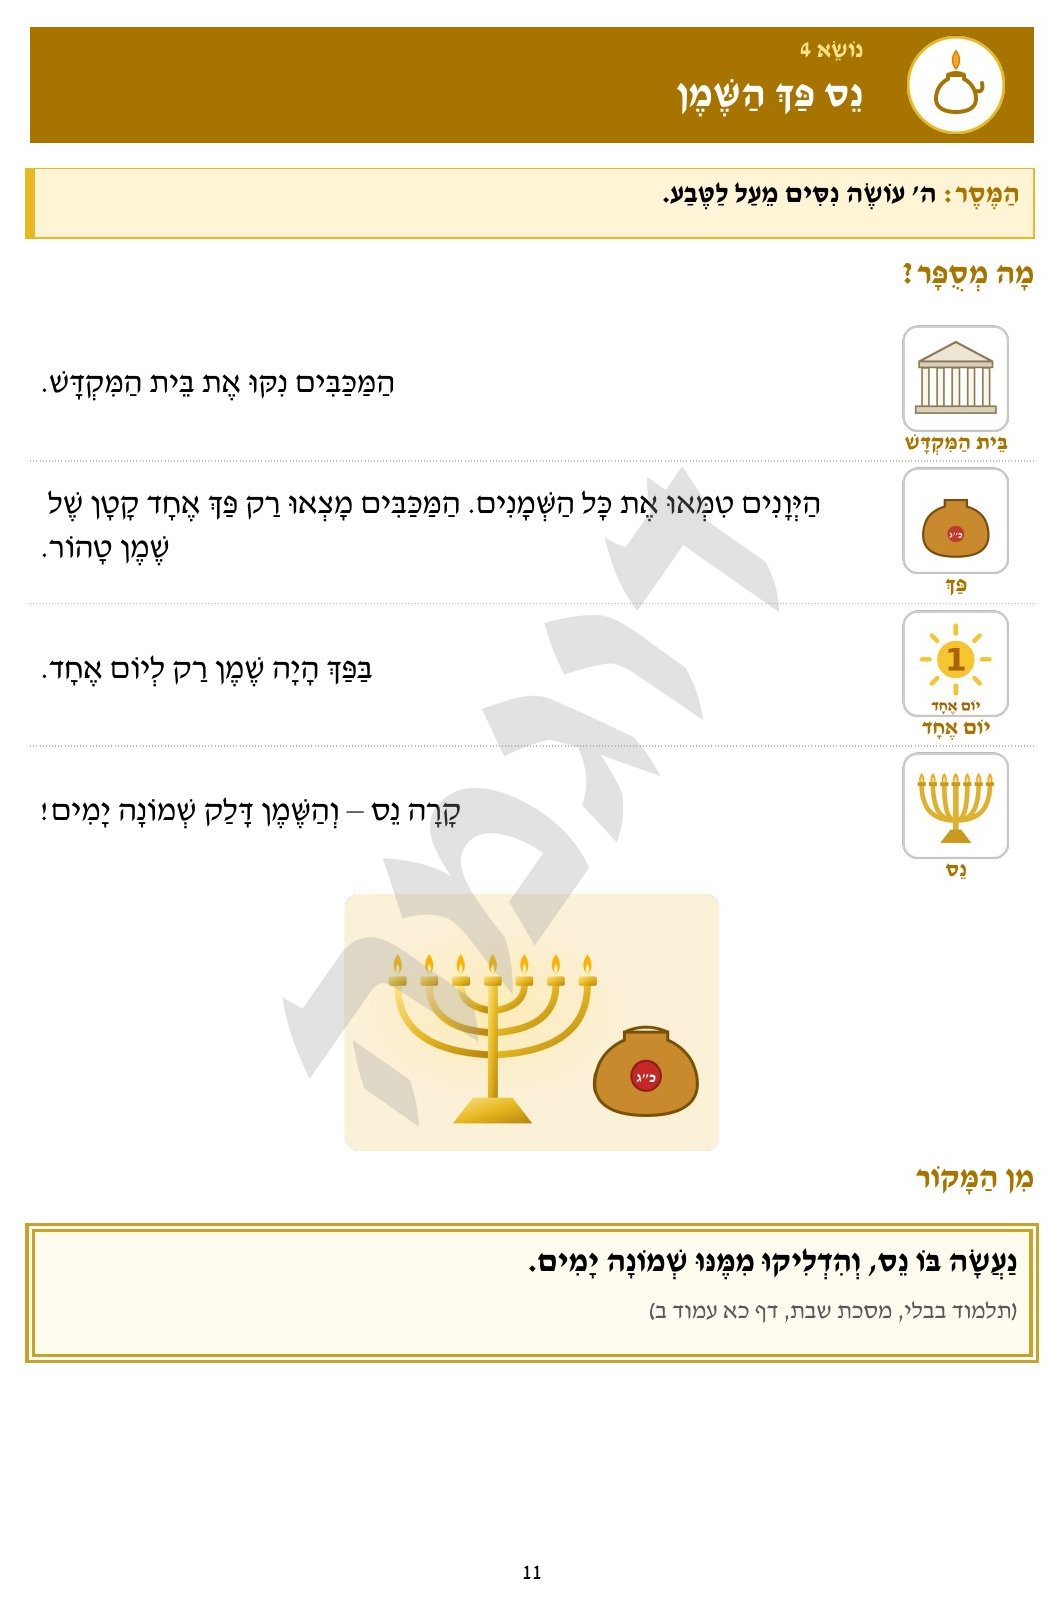 נוֹשֵׂא 4
נֵס פַּךְ הַשֶּׁמֶן
הַמֶּסֶר: ה' עוֹשֶׂה נִסִּים מֵעַל לַטֶּבַע.
מָה מְסֻפָּר?
הַמַּכַּבִּים נִקּוּ אֶת בֵּית הַמִּקְדָּשׁ.
בֵּית הַמִּקְדָּשׁ
הַיְּוָנִים טִמְּאוּ אֶת כָּל הַשְּׁמָנִים. הַמַּכַּבִּים מָצְאוּ רַק פַּךְ אֶחָד קָטָן שֶׁל
שֶׁמֶן טָהוֹר.
כ״ג
פַּךְ
בַּפַּךְ הָיָה שֶׁמֶן רַק לְיוֹם אֶחָד.
1
יוֹם אֶחָד
יוֹם אֶחָד
קָרָה נֵס – וְהַשֶּׁמֶן דָּלַק שְׁמוֹנָה יָמִים!
נֵס
כ״ג
דוגמה
מִן הַמָּקוֹר
נַעֲשָׂה בּוֹ נֵס, וְהִדְלִיקוּ מִמֶּנּוּ שְׁמוֹנָה יָמִים.
(תלמוד בבלי, מסכת שבת, דף כא עמוד ב)
11